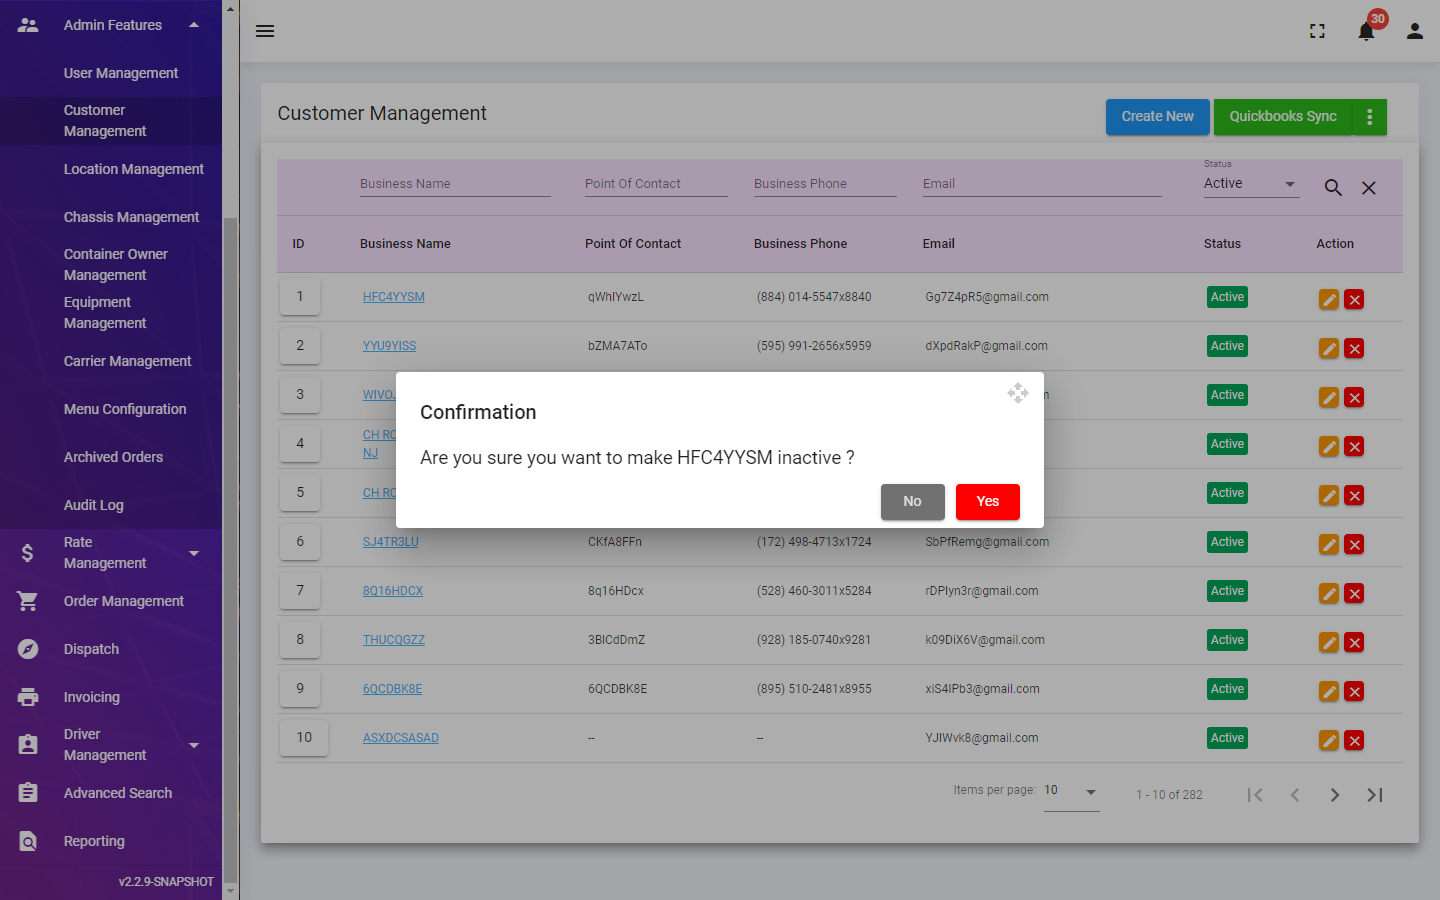 Admin Features
User Management
Customer
Management
Location Management
Chassis Management
Container Owner
Management
Equipment
Management
Carrier Management
Menu Configuration
Archived Orders
Audit Log
Rate
Management
Order Management
Dispatch
Invoicing
Driver
Management
Advanced Search
Reporting
v2.2.9-SNAPSHOT
30
Customer Management
Create New
Quickbooks Sync
Business Name Point Of Contact Business Phone Email Status Active
ID Business Name Point Of Contact Business Phone Email Status Action
1 HFC4YYSM qWhIYwzL (884) 014-5547x8840 Gg7Z4pR5@gmail.com Active
2 YYU9YISS bZMA7ATo (595) 991-2656x5959 dXpdRakP@gmail.com Active
3 Active
4 CH
NJ Active
5 CH Active
Confirmation
Are you sure you want to make HFC4YYSM inactive ?
No Yes
6 SJ4TR3LU CKfA8FFn (172) 498-4713x1724 SbPfRemg@gmail.com Active
7 8Q16HDCX 8q16HDcx (528) 460-3011x5284 rDPlyn3r@gmail.com Active
8 THUCQGZZ 3BICdDmZ (928) 185-0740x9281 k09DiX6V@gmail.com Active
9 6QCDBK8E 6QCDBK8E (895) 510-2481x8955 xiS4IPb3@gmail.com Active
10 ASXDCSASAD -- -- YJIWvk8@gmail.com Active
Items per page: 10 1 - 10 of 282